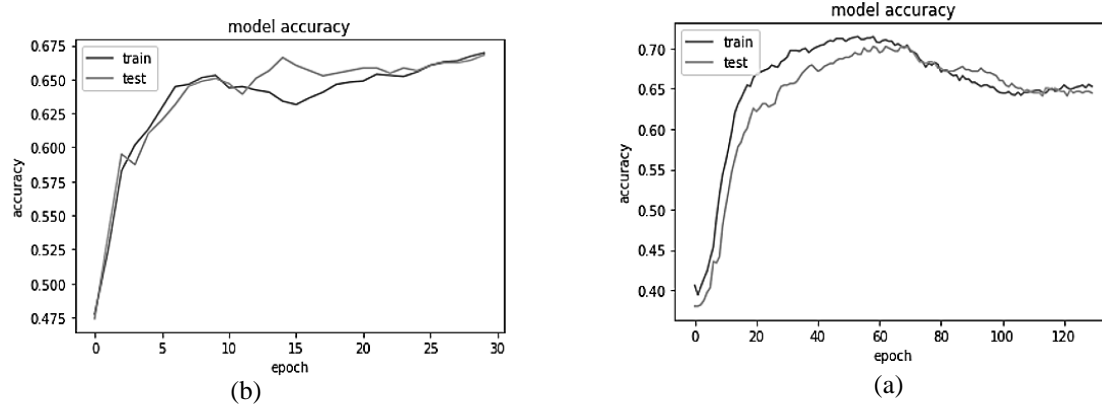 model accuracy
train
test
accuracy
0.675
0.650
0.625
0.600
0.575
0.550
0.525
0.500
0.475
0 5 10 15 20 25 30
epoch
(b)
model accuracy
train
test
accuracy
0.70
0.65
0.60
0.55
0.50
0.45
0.40
0 20 40 60 80 100 120
epoch
(a)